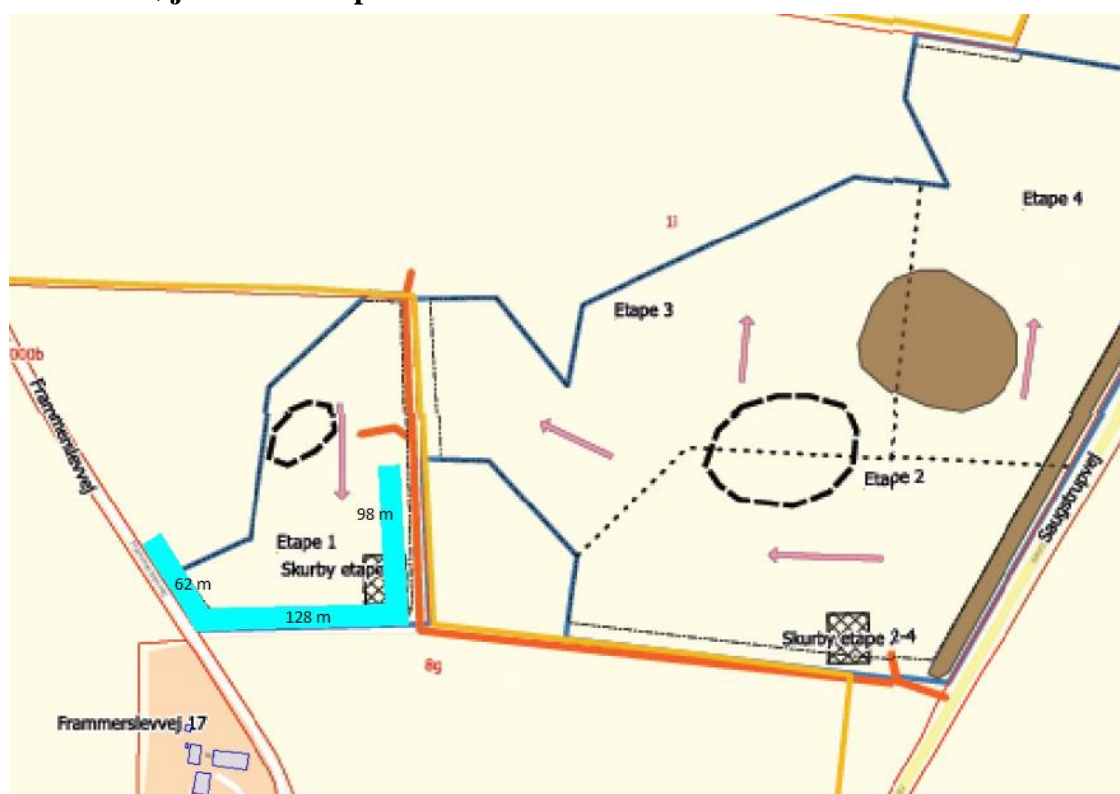 Etape 4
1l
Etape 3
000b
Frammerslevvej
Etape 2
Saugstrupvej
98 m
Etape 1
Skurby etape
62 m
128 m
Skurby etape 2-4
8g
Frammerslevvej 17